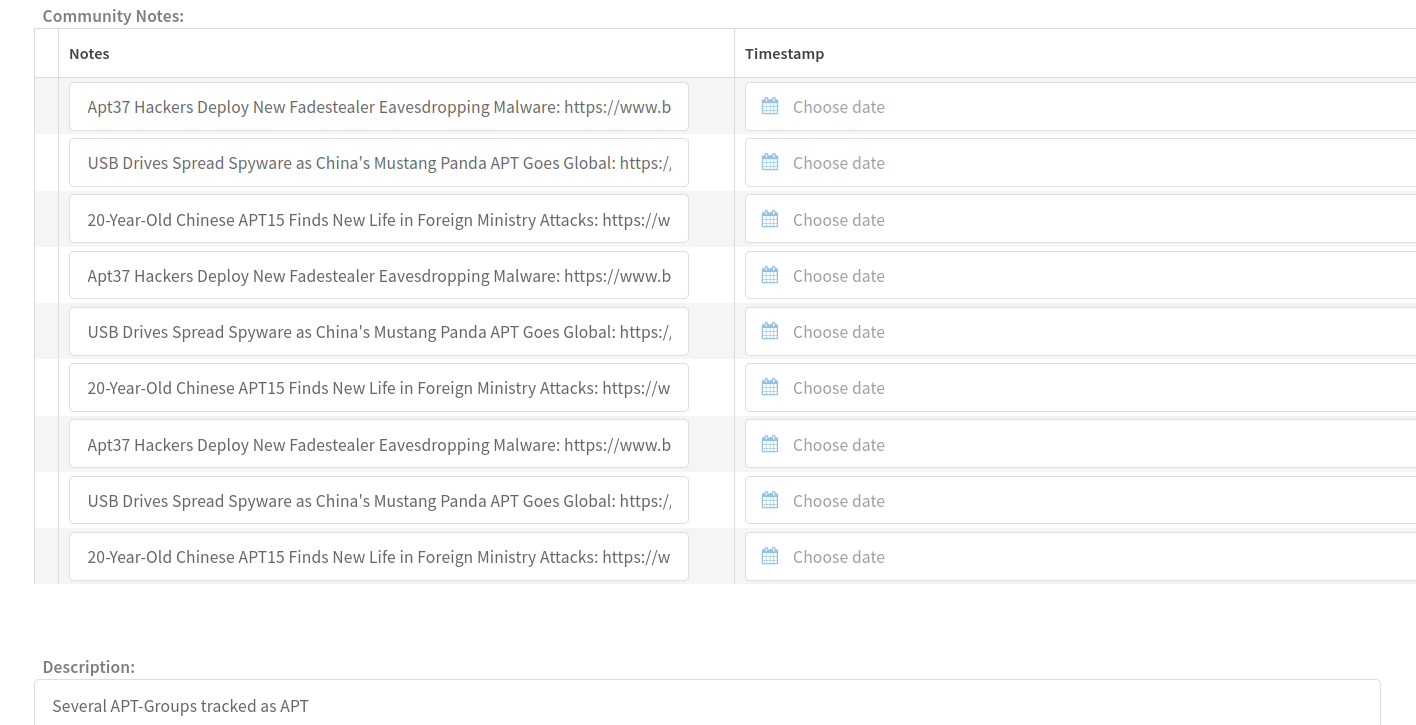 Community Notes:
Notes Timestamp
Apt37 Hackers Deploy New Fadestealer Eavesdropping Malware: https://www.b Choose date
USB Drives Spread Spyware as China's Mustang Panda APT Goes Global: https:/, Choose date
20-Year-Old Chinese APT15 Finds New Life in Foreign Ministry Attacks: https://w Choose date
Apt37 Hackers Deploy New Fadestealer Eavesdropping Malware: https://www.b Choose date
USB Drives Spread Spyware as China's Mustang Panda APT Goes Global: https:/, Choose date
20-Year-Old Chinese APT15 Finds New Life in Foreign Ministry Attacks: https://w Choose date
Apt37 Hackers Deploy New Fadestealer Eavesdropping Malware: https://www.b Choose date
USB Drives Spread Spyware as China's Mustang Panda APT Goes Global: https:/, Choose date
20-Year-Old Chinese APT15 Finds New Life in Foreign Ministry Attacks: https://w Choose date
Description:
Several APT-Groups tracked as APT